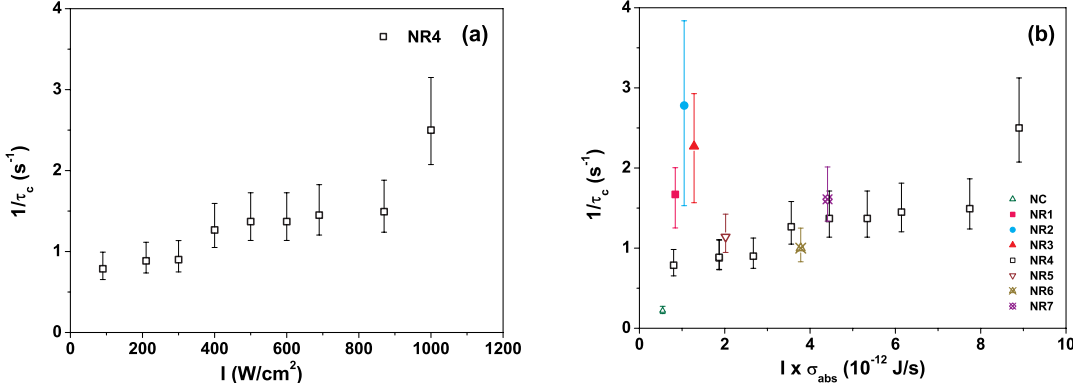 4
3
2
1
0
1/τc (s-1)
NR4
(a)
0 200 400 600 800 1000 1200
I (W/cm2)
4
3
2
1
0
1/τc (s-1)
(b)
NC
NR1
NR2
NR3
NR4
NR5
NR6
NR7
0 2 4 6 8 10
I x σabs (10-12 J/s)